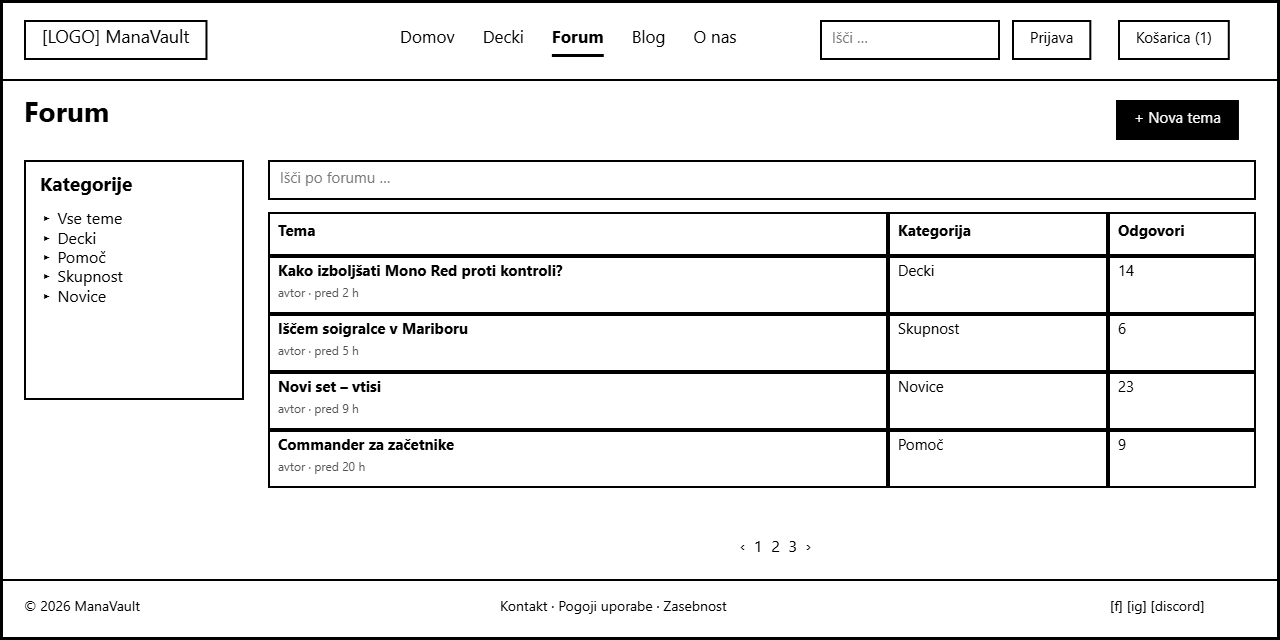 [LOGO] ManaVault
Domov Decki Forum Blog O nas
Išči ...
Prijava
Košarica (1)
Forum
+ Nova tema
Kategorije
‣ Vse teme
‣ Decki
‣ Pomoč
‣ Skupnost
‣ Novice
Išči po forumu ...
Tema Kategorija Odgovori
Kako izboljšati Mono Red proti kontroli? Decki 14
avtor · pred 2 h
Iščem soigralce v Mariboru Skupnost 6
avtor · pred 5 h
Novi set – vtisi Novice 23
avtor · pred 9 h
Commander za začetnike Pomoč 9
avtor · pred 20 h
‹ 1 2 3 ›
© 2026 ManaVault
Kontakt · Pogoji uporabe · Zasebnost
[f] [ig] [discord]